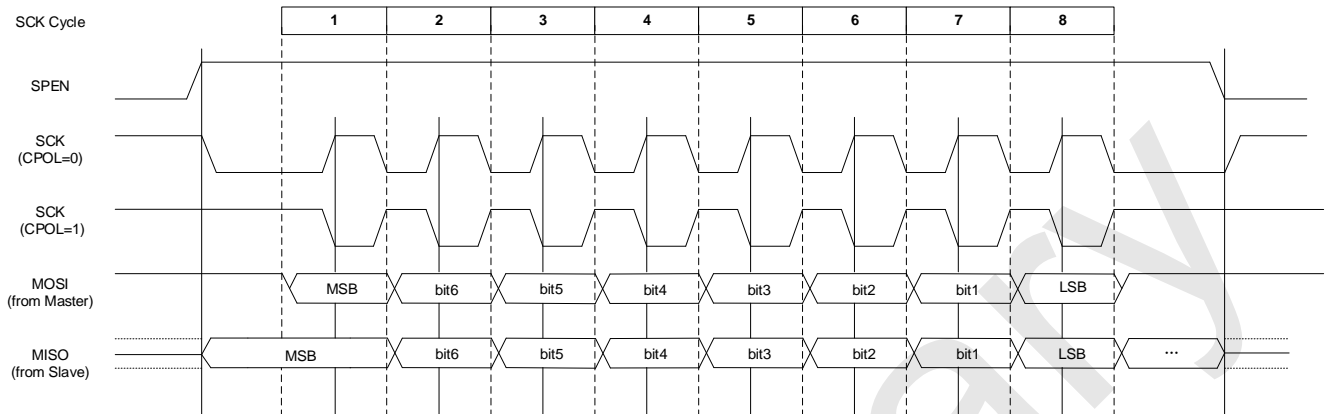 SCK Cycle 1 2 3 4 5 6 7 8
SPEN
SCK
(CPOL=0)
SCK
(CPOL=1)
MOSI
(from Master)
MSB bit6 bit5 bit4 bit3 bit2 bit1 LSB
MISO
(from Slave)
MSB bit6 bit5 bit4 bit3 bit2 bit1 LSB ...
ary